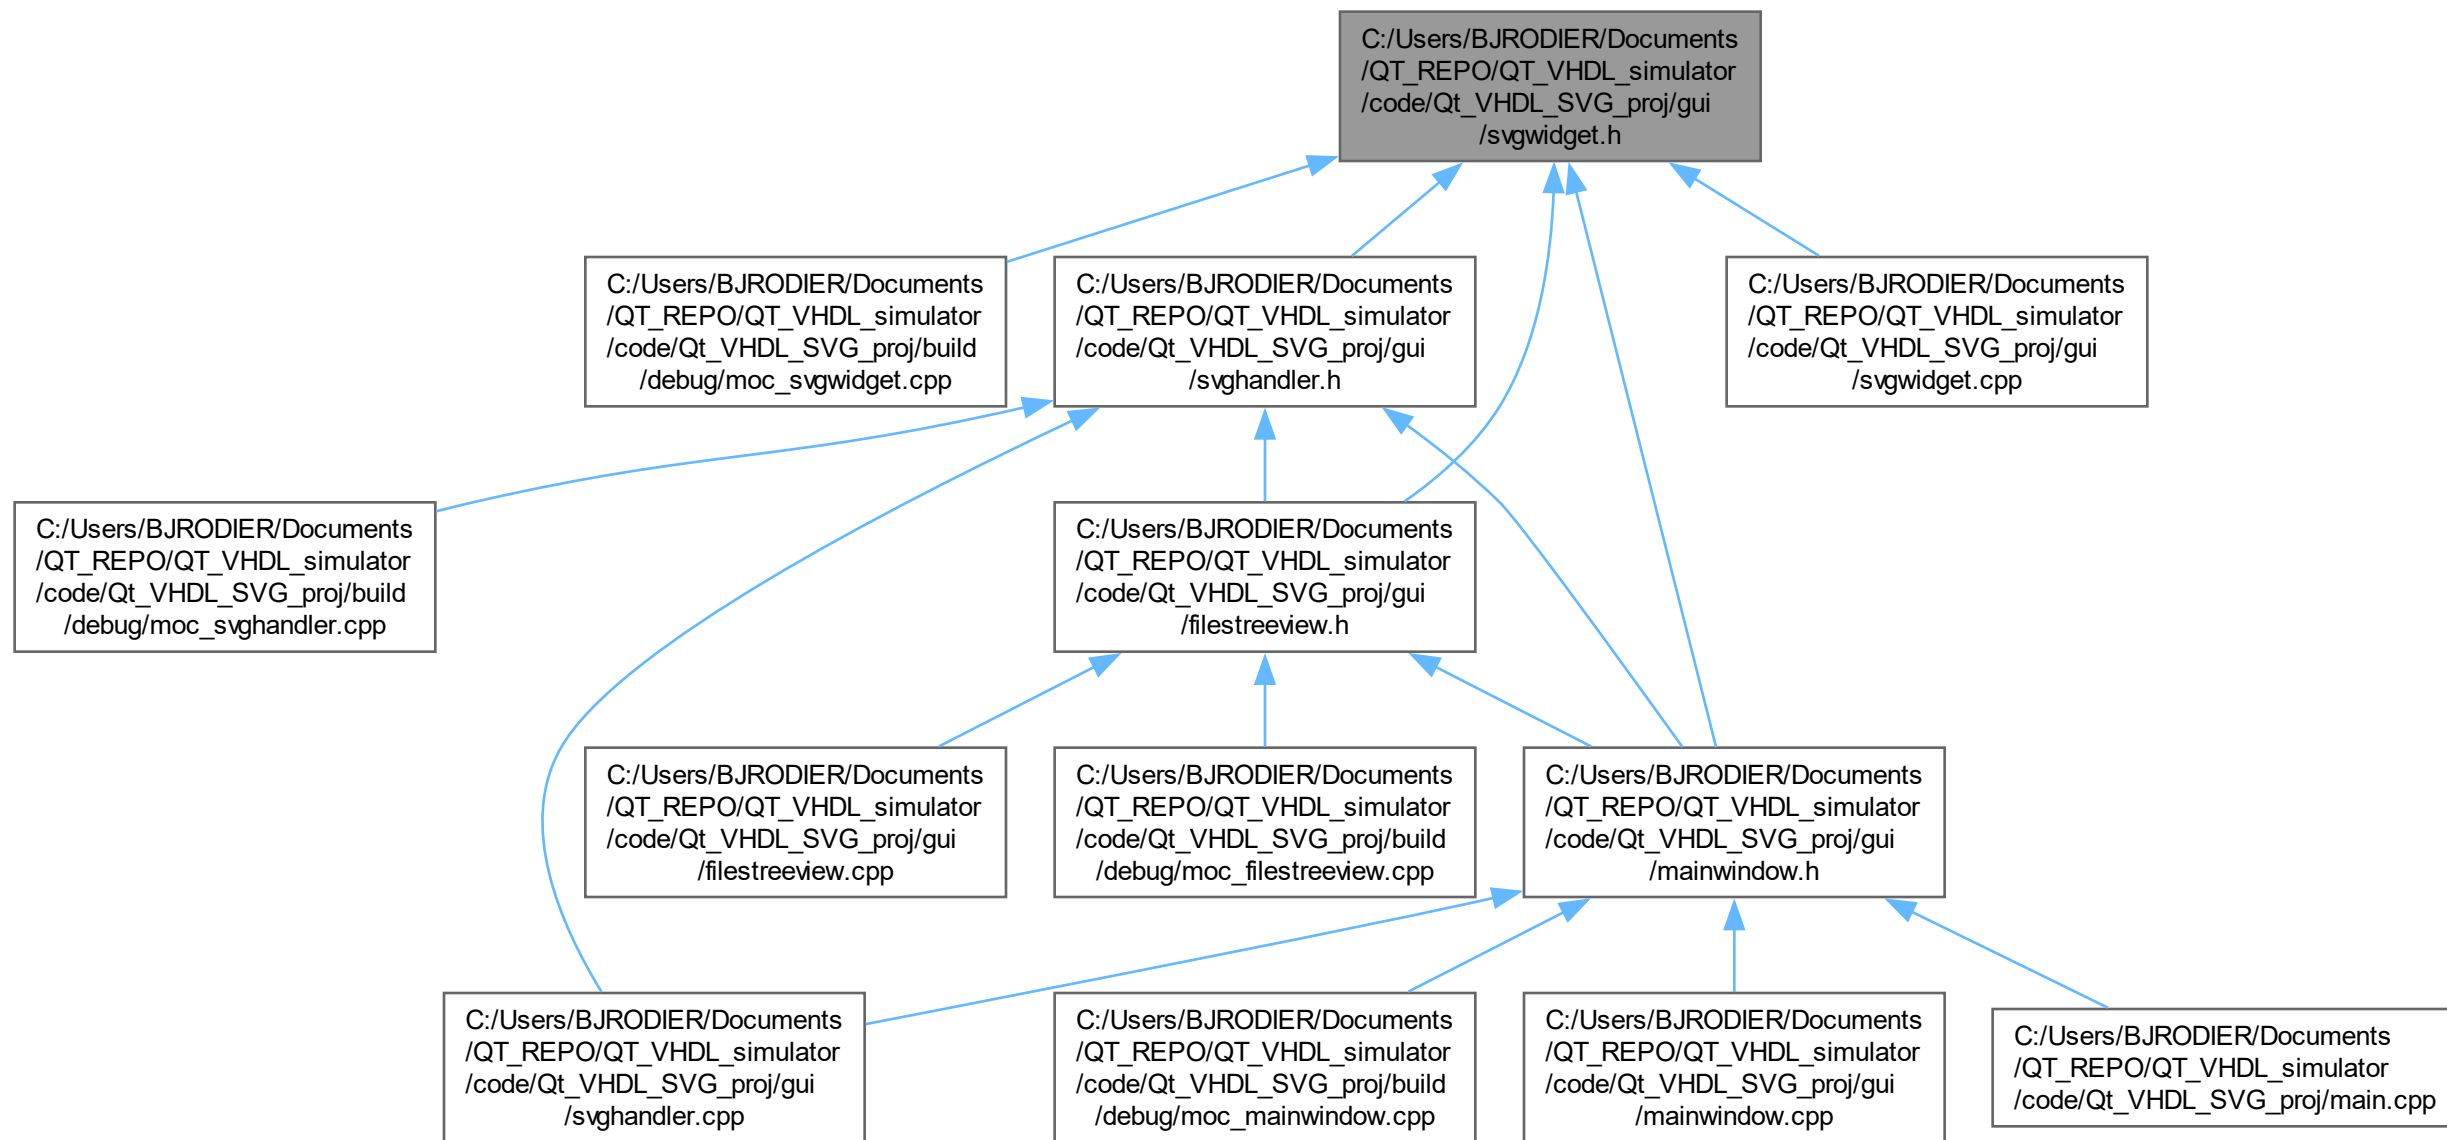 C:/Users/BJRODIER/Documents
/QT_REPO/QT_VHDL_simulator
/code/Qt_VHDL_SVG_proj/gui
/svgwidget.h
C:/Users/BJRODIER/Documents
/QT_REPO/QT_VHDL_simulator
/code/Qt_VHDL_SVG_proj/build
/debug/moc_svgwidget.cpp
C:/Users/BJRODIER/Documents
/QT_REPO/QT_VHDL_simulator
/code/Qt_VHDL_SVG_proj/gui
/svghandler.h
C:/Users/BJRODIER/Documents
/QT_REPO/QT_VHDL_simulator
/code/Qt_VHDL_SVG_proj/gui
/svgwidget.cpp
C:/Users/BJRODIER/Documents
/QT_REPO/QT_VHDL_simulator
/code/Qt_VHDL_SVG_proj/build
/debug/moc_svghandler.cpp
C:/Users/BJRODIER/Documents
/QT_REPO/QT_VHDL_simulator
/code/Qt_VHDL_SVG_proj/gui
/filestreeview.h
C:/Users/BJRODIER/Documents
/QT_REPO/QT_VHDL_simulator
/code/Qt_VHDL_SVG_proj/gui
/filestreeview.cpp
C:/Users/BJRODIER/Documents
/QT_REPO/QT_VHDL_simulator
/code/Qt_VHDL_SVG_proj/build
/debug/moc_filestreeview.cpp
C:/Users/BJRODIER/Documents
/QT_REPO/QT_VHDL_simulator
/code/Qt_VHDL_SVG_proj/gui
/mainwindow.h
C:/Users/BJRODIER/Documents
/QT_REPO/QT_VHDL_simulator
/code/Qt_VHDL_SVG_proj/gui
/svghandler.cpp
C:/Users/BJRODIER/Documents
/QT_REPO/QT_VHDL_simulator
/code/Qt_VHDL_SVG_proj/build
/debug/moc_mainwindow.cpp
C:/Users/BJRODIER/Documents
/QT_REPO/QT_VHDL_simulator
/code/Qt_VHDL_SVG_proj/gui
/mainwindow.cpp
C:/Users/BJRODIER/Documents
/QT_REPO/QT_VHDL_simulator
/code/Qt_VHDL_SVG_proj/main.cpp